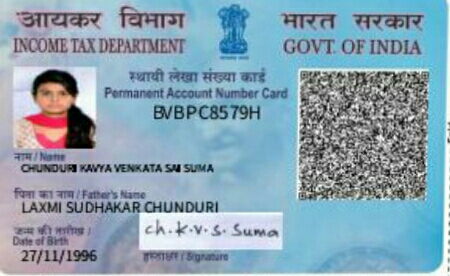 आयकर विभाग
INCOME TAX DEPARTMENT
भारत सरकार
GOVT. OF INDIA
स्थायी लेखा संख्या कार्ड
Permanent Account Number Card
BVBPC8579H
नाम / Name
CHUNDURI KAVYA VENKATA SAI SUMA
पिता का नाम / Father's Name
LAXMI SUDHAKAR CHUNDURI
जन्म की तारीख /
Date of Birth
27/11/1996
ch.k.v.s.suma
हस्ताक्षर / Signature